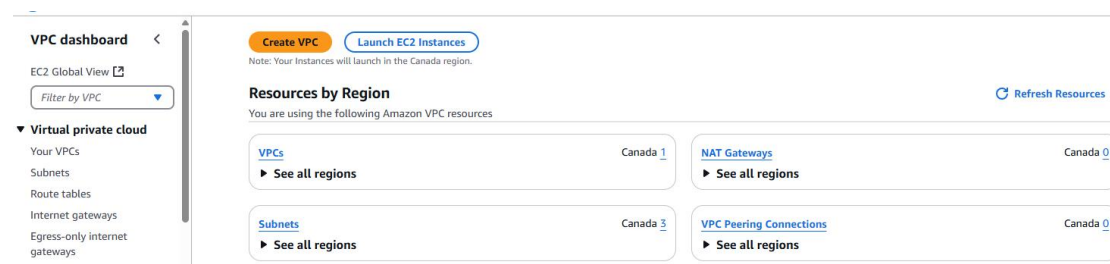 VPC dashboard
EC2 Global View
Filter by VPC
Virtual private cloud
Your VPCs
Subnets
Route tables
Internet gateways
Egress-only internet
gateways
Create VPC
Launch EC2 Instances
Note: Your Instances will launch in the Canada region.
Resources by Region
Refresh Resources
You are using the following Amazon VPC resources
VPCs Canada 1
See all regions
NAT Gateways Canada 0
See all regions
Subnets Canada 3
See all regions
VPC Peering Connections Canada 0
See all regions